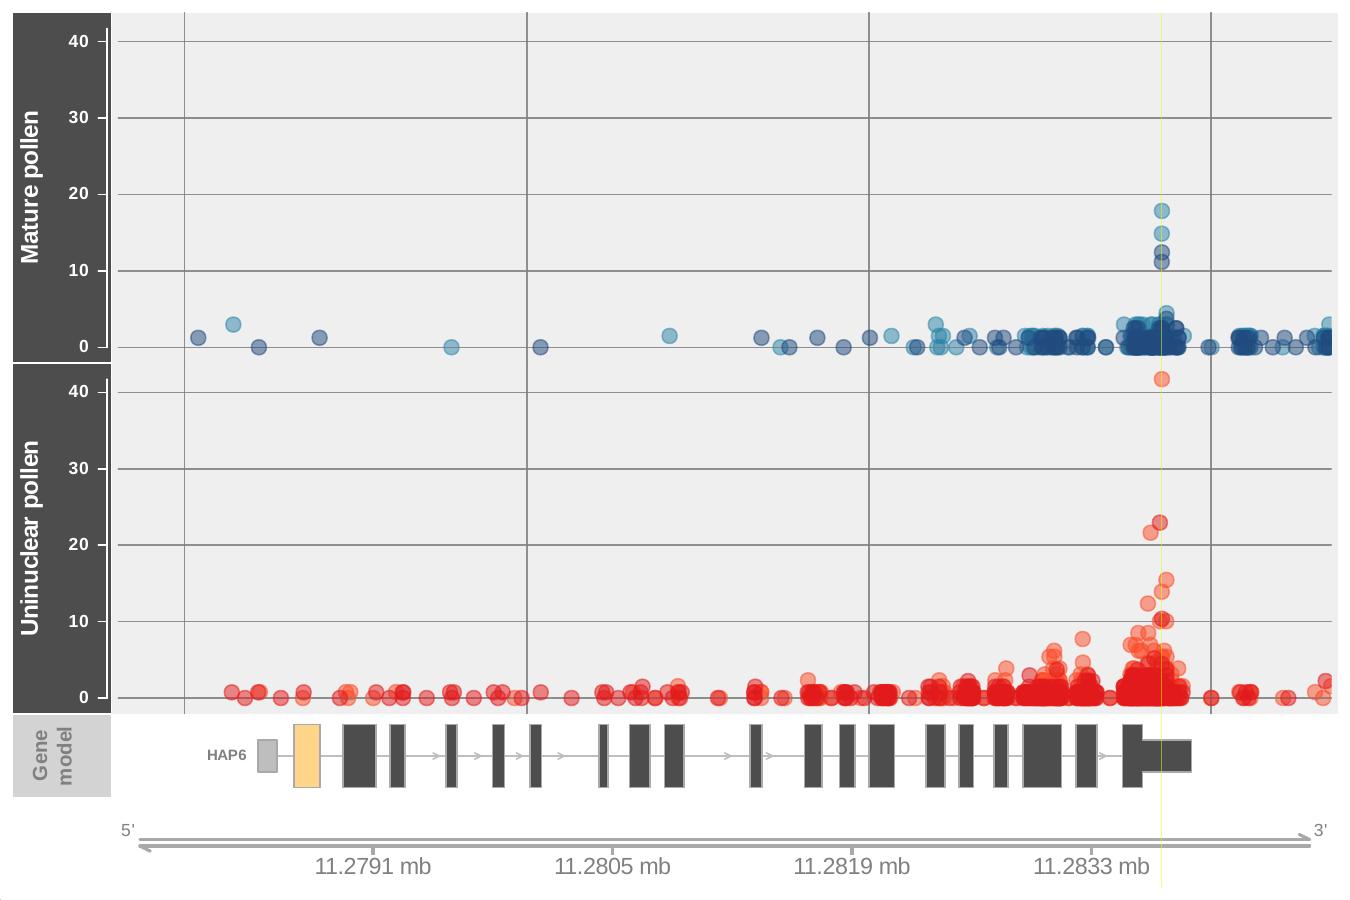 Mature pollen
40
30
20
10
0
Uninuclear pollen
40
30
20
10
0
Gene
model
HAP6
5'
3'
11.2791 mb
11.2805 mb
11.2819 mb
11.2833 mb